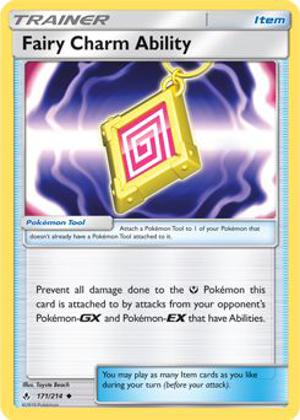 TRAINER Item
Fairy Charm Ability
Pokémon Tool
Attach a Pokémon Tool to 1 of your Pokémon that
doesn't already have a Pokémon Tool attached to it.
Prevent all damage done to the Pokémon this
card is attached to by attacks from your opponent's
Pokémon-GX and Pokémon-EX that have Abilities.
You may play as many Item cards as you like
during your turn (before your attack).
Illus. Toyste Beach
171/214
©2019 Pokémon